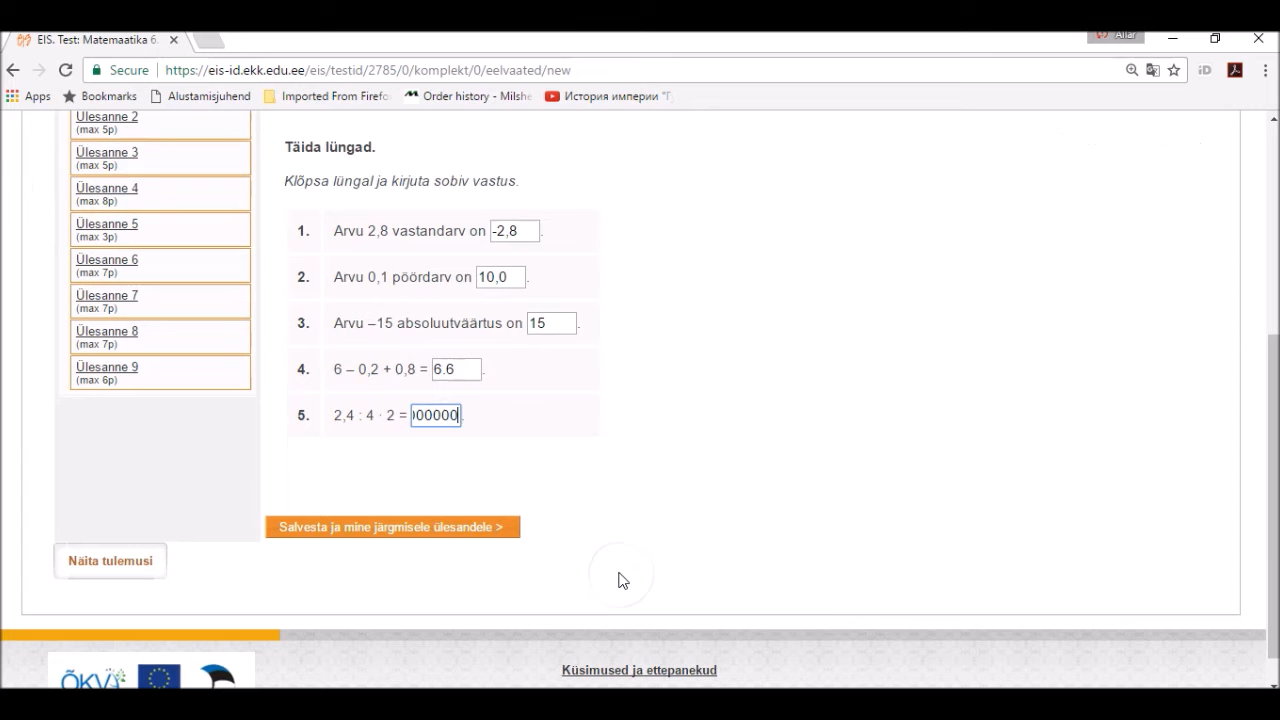 EIS. Test: Matemaatika 6.
Allar
Secure https://eis-id.ekk.edu.ee/eis/testid/2785/0/komplekt/0/eelvaated/new
iD
Apps Bookmarks Alustamisjuhend Imported From Firefo Order history - Milshe История империи "Г
Ülesanne 2
(max 5p)
Ülesanne 3
(max 5p)
Ülesanne 4
(max 8p)
Ülesanne 5
(max 3p)
Ülesanne 6
(max 7p)
Ülesanne 7
(max 7p)
Ülesanne 8
(max 7p)
Ülesanne 9
(max 6p)
Täida lüngad.
Klõpsa lüngal ja kirjuta sobiv vastus.
1. Arvu 2,8 vastandarv on -2,8 .
2. Arvu 0,1 pöördarv on 10,0 .
3. Arvu –15 absoluutväärtus on 15 .
4. 6 – 0,2 + 0,8 = 6.6 .
5. 2,4 : 4 · 2 = 000000 .
Salvesta ja mine järgmisele ülesandele >
Näita tulemusi
Küsimused ja ettepanekud
ÕKVA